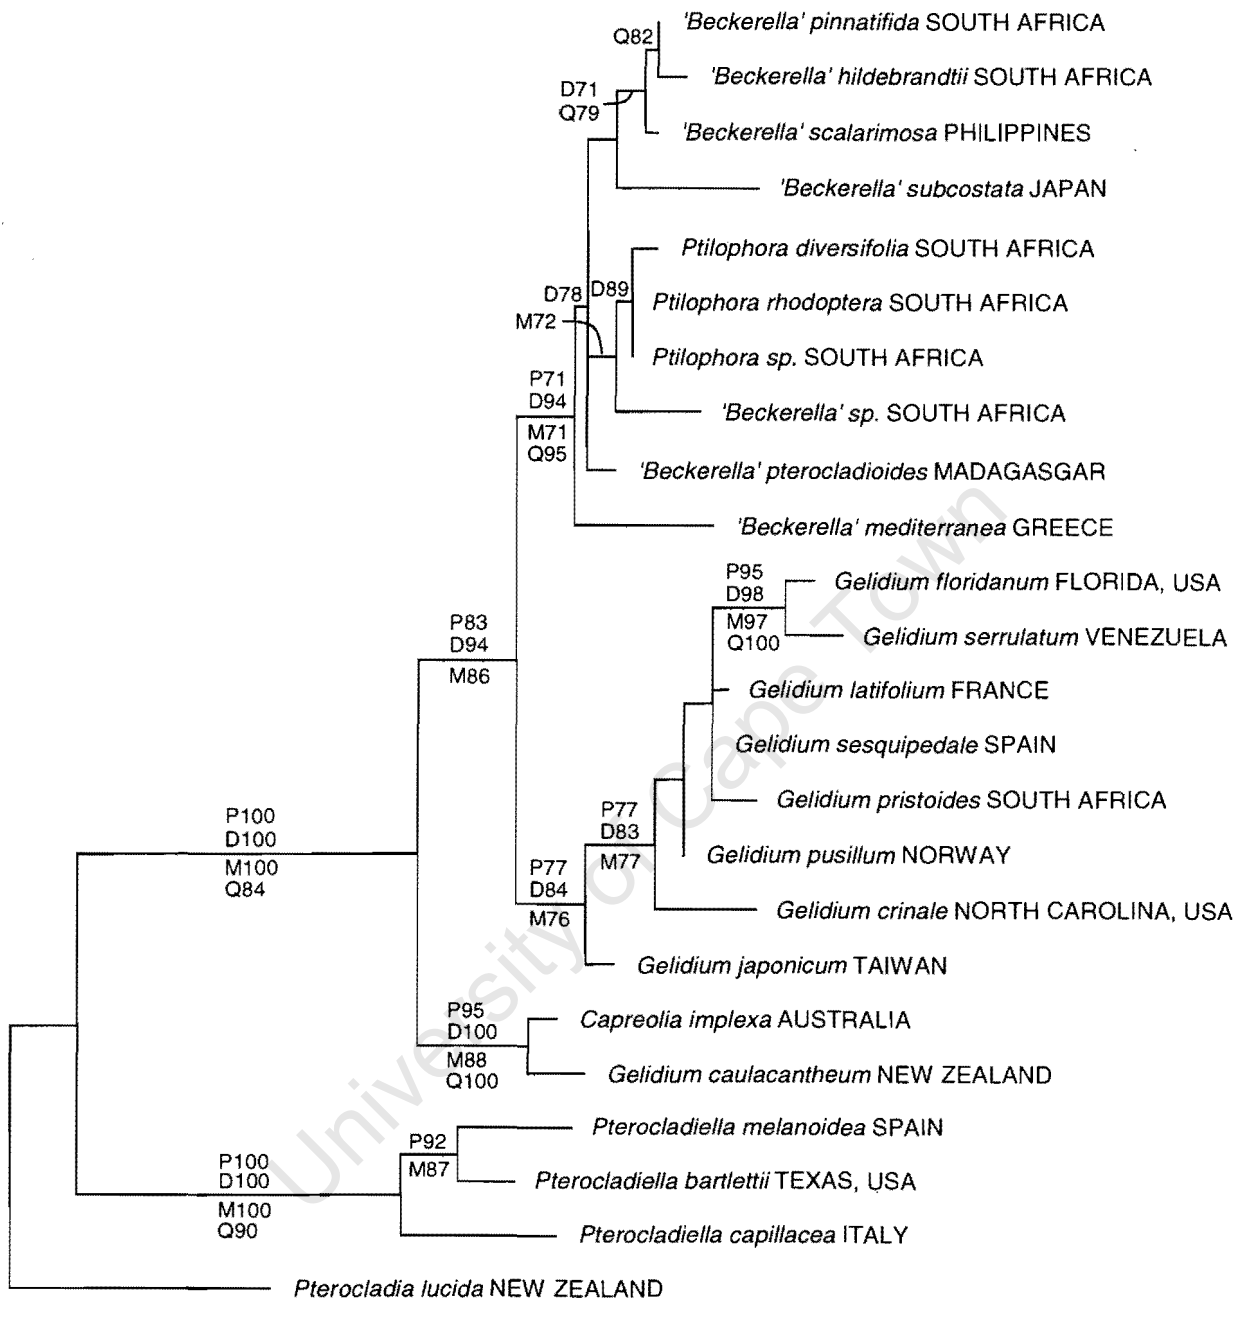 'Beckerella' pinnatifida SOUTH AFRICA
Q82
'Beckerella' hildebrandtii SOUTH AFRICA
D71
Q79
'Beckerella' scalarimosa PHILIPPINES
'Beckerella' subcostata JAPAN
Ptilophora diversifolia SOUTH AFRICA
D78
D89
Ptilophora rhodoptera SOUTH AFRICA
M72
Ptilophora sp. SOUTH AFRICA
P71
D94
M71
Q95
'Beckerella' sp. SOUTH AFRICA
'Beckerella' pterocladioides MADAGASGAR
'Beckerella' mediterranea GREECE
P95
D98
M97
Q100
Gelidium floridanum FLORIDA, USA
Gelidium serrulatum VENEZUELA
P83
D94
M86
Gelidium latifolium FRANCE
Gelidium sesquipedale SPAIN
Gelidium pristoides SOUTH AFRICA
P77
D83
M77
P100
D100
M100
Q84
Gelidium pusillum NORWAY
P77
D84
M76
Gelidium crinale NORTH CAROLINA, USA
Gelidium japonicum TAIWAN
P95
D100
M88
Q100
Capreolia implexa AUSTRALIA
Gelidium caulacantheum NEW ZEALAND
Pterocladiella melanoidea SPAIN
P92
M87
P100
D100
M100
Q90
Pterocladiella bartlettii TEXAS, USA
Pterocladiella capillacea ITALY
Pterocladia lucida NEW ZEALAND
University of Cape Town